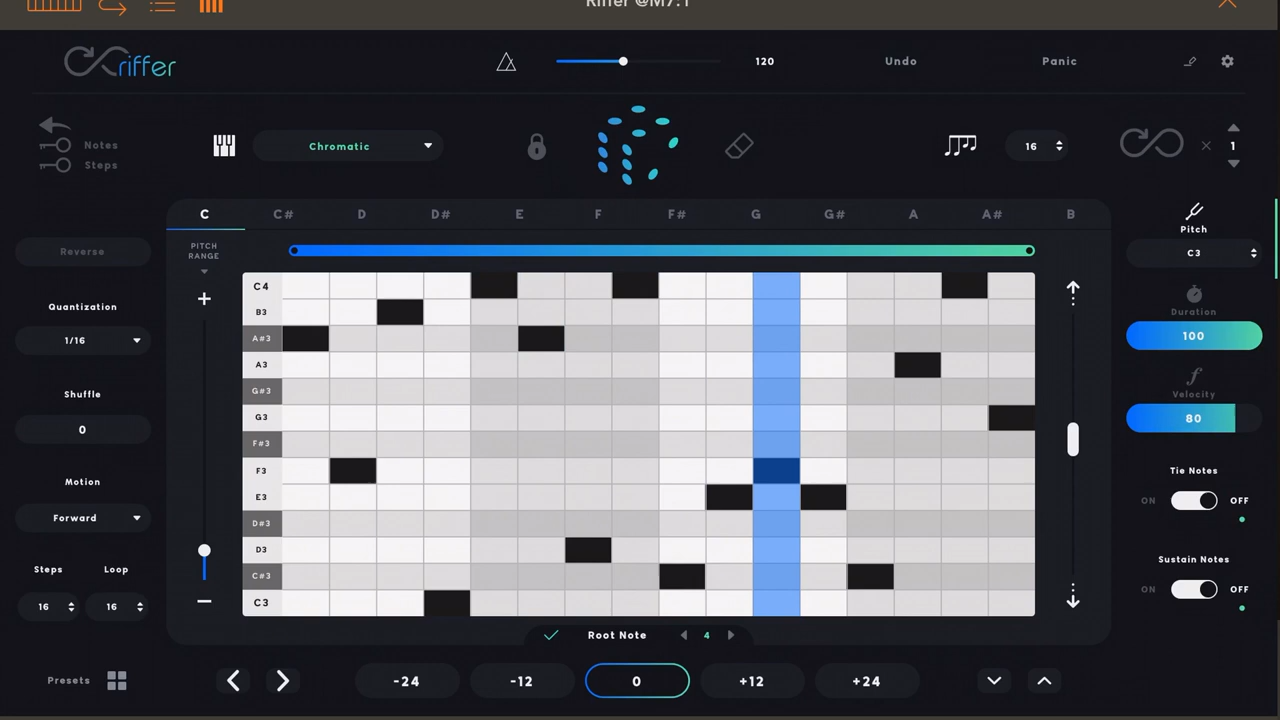 Riffer @M7:1
riffer
120
Undo
Panic
Notes
Steps
Chromatic
16
×
1
C
C#
D
D#
E
F
F#
G
G#
A
A#
B
PITCH
RANGE
Reverse
Quantization
1/16
Shuffle
0
Motion
Forward
Steps
Loop
16
16
+
−
C4
B3
A#3
A3
G#3
G3
F#3
F3
E3
D#3
D3
C#3
C3
Pitch
C3
Duration
100
f
Velocity
80
Tie Notes
ON
OFF
Sustain Notes
ON
OFF
Root Note
4
Presets
-24
-12
0
+12
+24